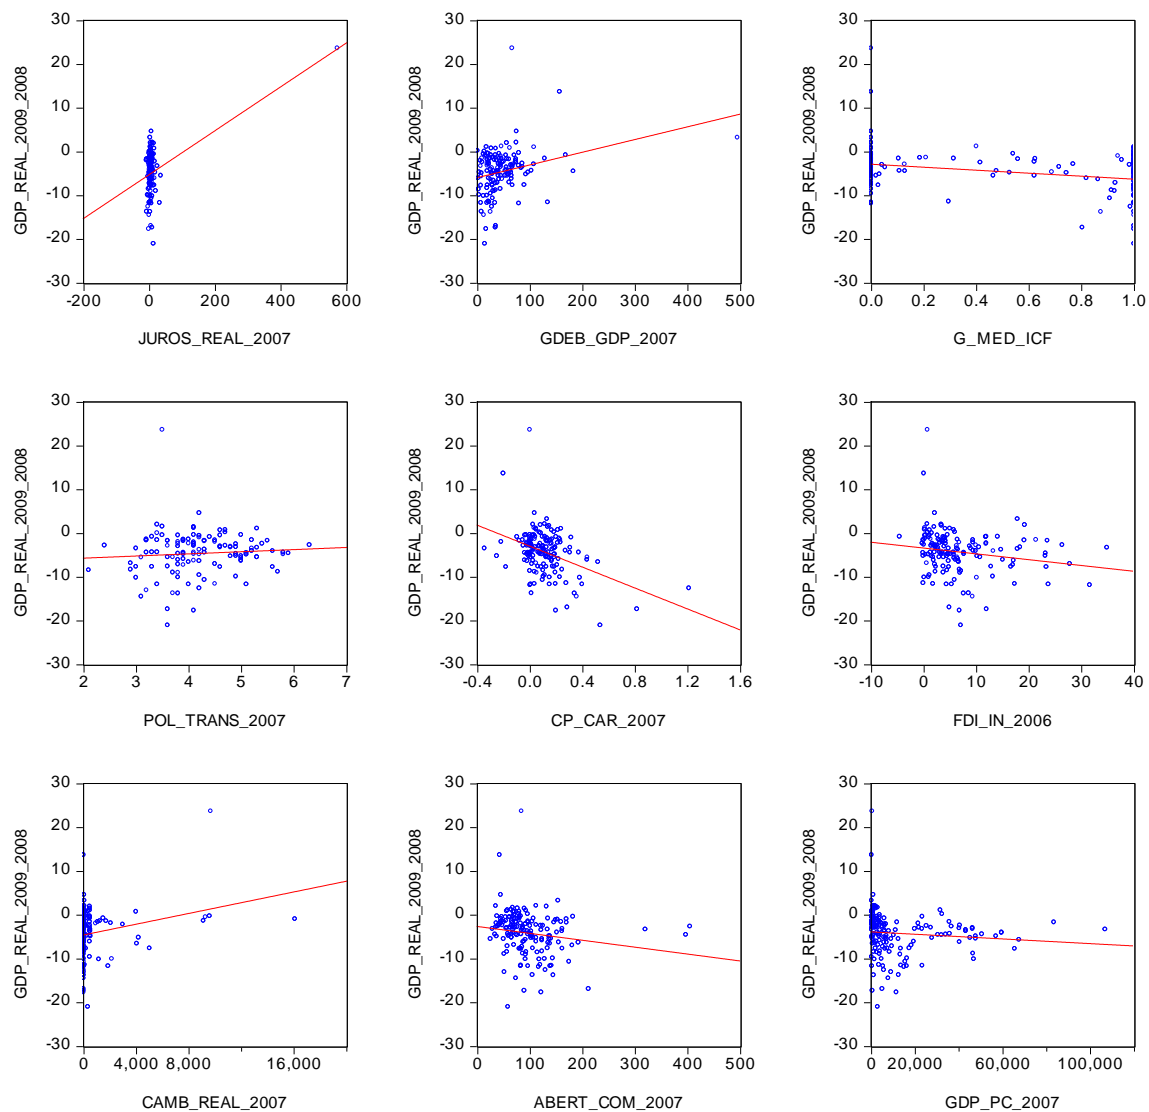 30
20
10
0
-10
-20
-30
GDP_REAL_2009_2008
-200 0 200 400 600
JUROS_REAL_2007
30
20
10
0
-10
-20
-30
GDP_REAL_2009_2008
0 100 200 300 400 500
GDEB_GDP_2007
30
20
10
0
-10
-20
-30
GDP_REAL_2009_2008
0.0 0.2 0.4 0.6 0.8 1.0
G_MED_ICF
30
20
10
0
-10
-20
-30
GDP_REAL_2009_2008
2 3 4 5 6 7
POL_TRANS_2007
30
20
10
0
-10
-20
-30
GDP_REAL_2009_2008
-0.4 0.0 0.4 0.8 1.2 1.6
CP_CAR_2007
30
20
10
0
-10
-20
-30
GDP_REAL_2009_2008
-10 0 10 20 30 40
FDI_IN_2006
30
20
10
0
-10
-20
-30
GDP_REAL_2009_2008
0 4,000 8,000 16,000
CAMB_REAL_2007
30
20
10
0
-10
-20
-30
GDP_REAL_2009_2008
0 100 200 300 400 500
ABERT_COM_2007
30
20
10
0
-10
-20
-30
GDP_REAL_2009_2008
0 20,000 60,000 100,000
GDP_PC_2007